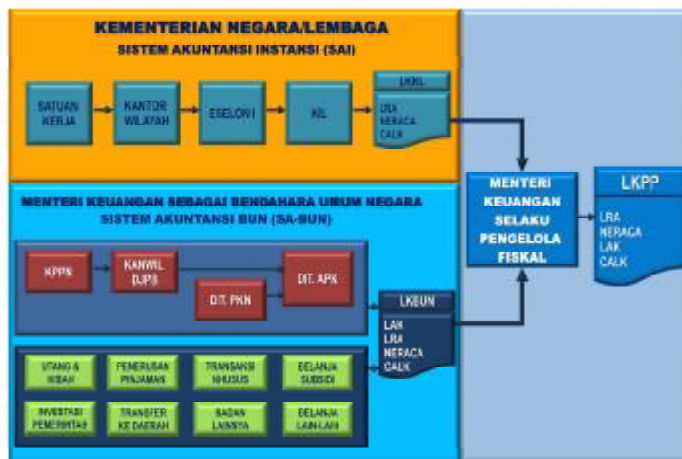 KEMENTERIAN NEGARA/LEMBAGA
SISTEM AKUNTANSI INSTANSI (SAI)
SATUAN
KERJA
KANTOR
WILAYAH
ESELON I
K/L
LKKL
LRA
NERACA
CALK
MENTERI KEUANGAN SEBAGAI BENDAHARA UMUM NEGARA
SISTEM AKUNTANSI BUN (SA-BUN)
KPPN
KANWIL
DJPB
DIT. PKN
DIT. APK
LKBUN
LAK
LRA
NERACA
CALK
UTANG &
HIBAH
PENERUSAN
PINJAMAN
TRANSAKSI
KHUSUS
BELANJA
SUBSIDI
INVESTASI
PEMERINTAH
TRANSFER
KE DAERAH
BADAN
LAINNYA
BELANJA
LAIN-LAIN
MENTERI
KEUANGAN
SELAKU
PENGELOLA
FISKAL
LKPP
LRA
NERACA
LAK
CALK